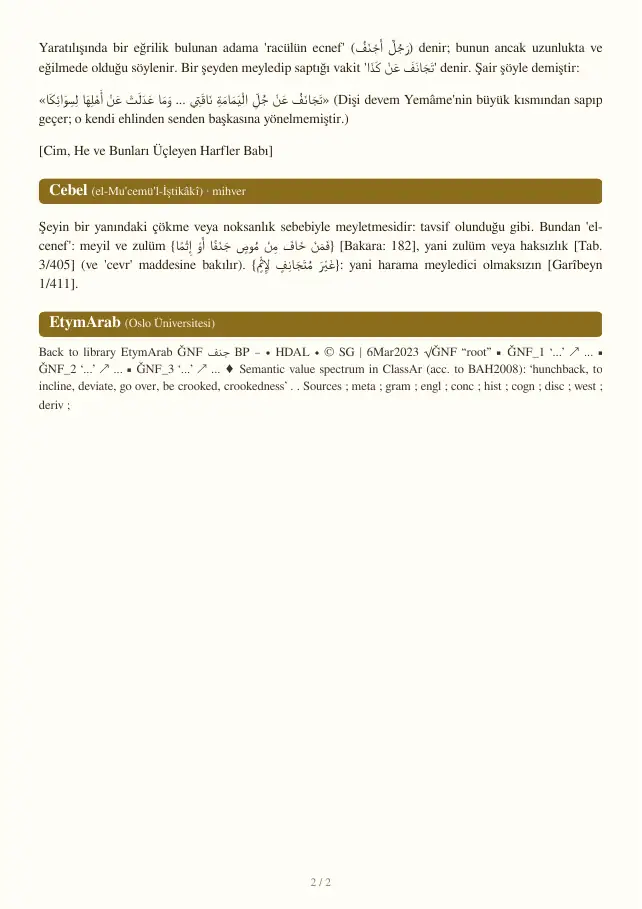 Yaratılışında bir eğrilik bulunan adama 'racülün ecnef' (رَجُلٌ أَجْنَفُ) denir; bunun ancak uzunlukta ve
eğilmede olduğu söylenir. Bir şeyden meyledip saptığı vakit 'تَجَانَفَ عَنْ كَذَا' denir. Şair şöyle demiştir:
«تَجَانَفُ عَنْ جُلِّ الْيَمَامَةِ نَاقَتِي ... وَمَا عَدَلَتْ عَنْ أَهْلِهَا لِسِوَائِكَا» (Dişi devem Yemâme'nin büyük kısmından sapıp
geçer; o kendi ehlinden senden başkasına yönelmemiştir.)
[Cim, He ve Bunları Üçleyen Harfler Babı]
Cebel (el-Mu'cemü'l-İştikâkî) · mihver
Şeyin bir yanındaki çökme veya noksanlık sebebiyle meyletmesidir: tavsif olunduğu gibi. Bundan 'el-
cenef': meyil ve zulüm {فَمَنْ خَافَ مِنْ مُوصٍ جَنَفًا أَوْ إِثْمًا} [Bakara: 182], yani zulüm veya haksızlık [Tab.
3/405] (ve 'cevr' maddesine bakılır). {غَيْرَ مُتَجَانِفٍ لِإِثْمٍ}: yani harama meyledici olmaksızın [Garîbeyn
1/411].
EtymArab (Oslo Üniversitesi)
Back to library EtymArab ǦNF جنف BP – • HDAL • © SG | 6Mar2023 √ǦNF “root” ▪ ǦNF_1 ‘...’ ↗ ... ▪
ǦNF_2 ‘...’ ↗ ... ▪ ǦNF_3 ‘...’ ↗ ... ♦ Semantic value spectrum in ClassAr (acc. to BAH2008): ‘hunchback, to
incline, deviate, go over, be crooked, crookedness’ . . Sources ; meta ; gram ; engl ; conc ; hist ; cogn ; disc ; west ;
deriv ;
2 / 2